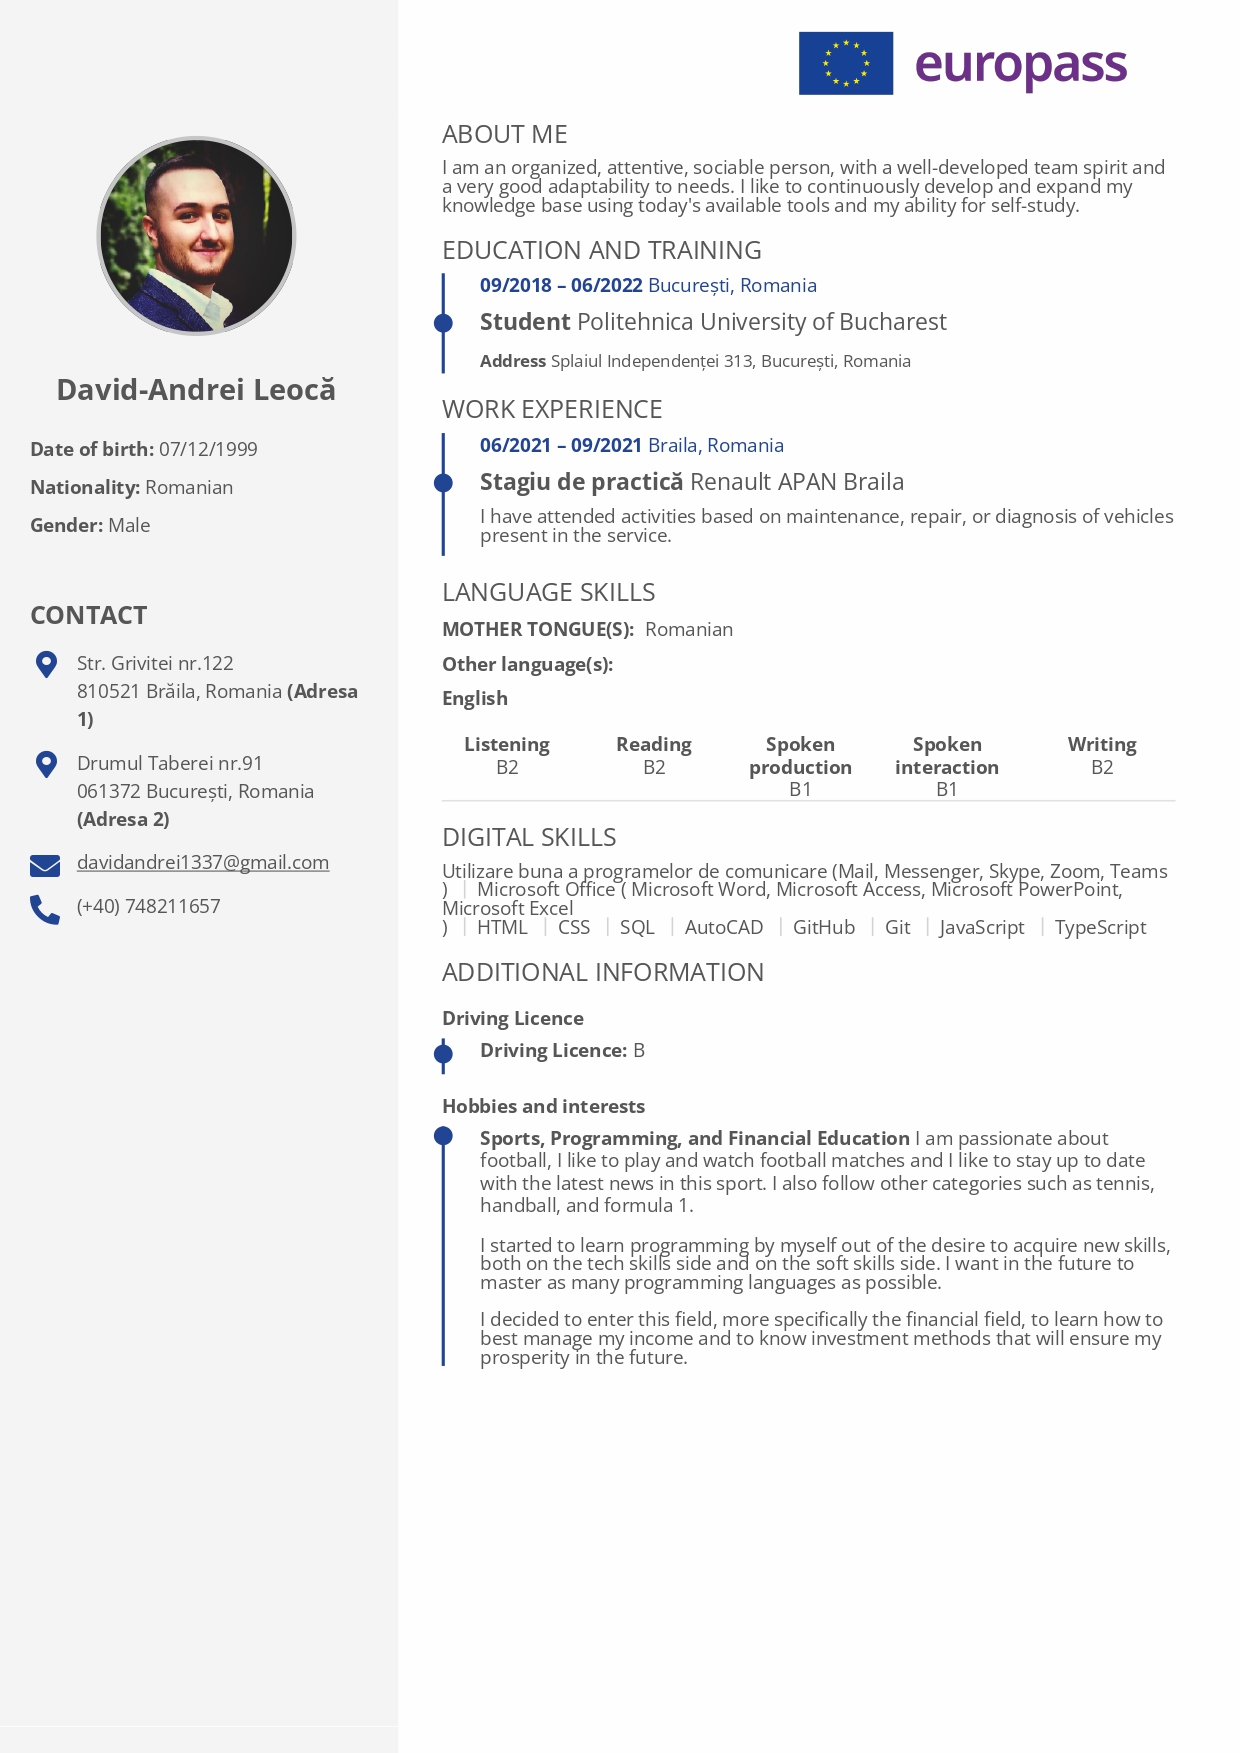 europass
David-Andrei Leocă
Date of birth: 07/12/1999
Nationality: Romanian
Gender: Male
CONTACT
Str. Grivitei nr.122
810521 Brăila, Romania (Adresa
1)
Drumul Taberei nr.91
061372 București, Romania
(Adresa 2)
davidandrei1337@gmail.com
(+40) 748211657
ABOUT ME
I am an organized, attentive, sociable person, with a well-developed team spirit and
a very good adaptability to needs. I like to continuously develop and expand my
knowledge base using today's available tools and my ability for self-study.
EDUCATION AND TRAINING
09/2018 – 06/2022 București, Romania
Student Politehnica University of Bucharest
Address Splaiul Independenței 313, București, Romania
WORK EXPERIENCE
06/2021 – 09/2021 Braila, Romania
Stagiu de practică Renault APAN Braila
I have attended activities based on maintenance, repair, or diagnosis of vehicles
present in the service.
LANGUAGE SKILLS
MOTHER TONGUE(S): Romanian
Other language(s):
English
Listening Reading Spoken Spoken Writing
B2 B2 production interaction B2
B1 B1
DIGITAL SKILLS
Utilizare buna a programelor de comunicare (Mail, Messenger, Skype, Zoom, Teams
) | Microsoft Office ( Microsoft Word, Microsoft Access, Microsoft PowerPoint,
Microsoft Excel
) | HTML | CSS | SQL | AutoCAD | GitHub | Git | JavaScript | TypeScript
ADDITIONAL INFORMATION
Driving Licence
Driving Licence: B
Hobbies and interests
Sports, Programming, and Financial Education I am passionate about
football, I like to play and watch football matches and I like to stay up to date
with the latest news in this sport. I also follow other categories such as tennis,
handball, and formula 1.
I started to learn programming by myself out of the desire to acquire new skills,
both on the tech skills side and on the soft skills side. I want in the future to
master as many programming languages as possible.
I decided to enter this field, more specifically the financial field, to learn how to
best manage my income and to know investment methods that will ensure my
prosperity in the future.